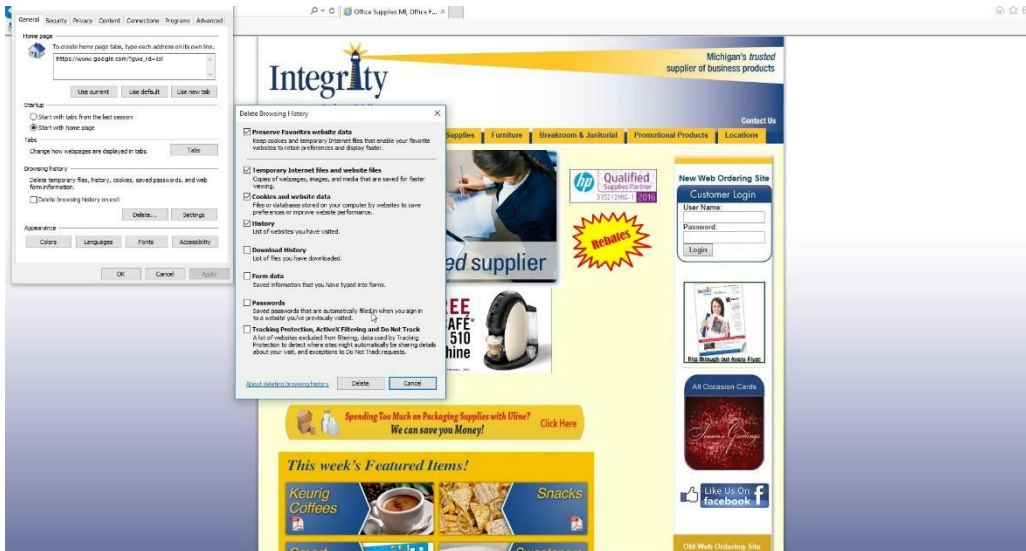 Office Supplies MI, Office F...
General Security Privacy Content Connections Programs Advanced
Home page
To create home page tabs, type each address on its own line.
https://www.google.com/?gws_rd=ssl
Use current Use default Use new tab
Startup
Start with tabs from the last session
Start with home page
Tabs
Change how webpages are displayed in tabs.
Tabs
Browsing history
Delete temporary files, history, cookies, saved passwords, and web
form information.
Delete browsing history on exit
Delete... Settings
Appearance
Colors Languages Fonts Accessibility
OK Cancel Apply
Delete Browsing History
Preserve Favorites website data
Keep cookies and temporary Internet files that enable your favorite
websites to retain preferences and display faster.
Temporary Internet files and website files
Copies of webpages, images, and media that are saved for faster
viewing.
Cookies and website data
Files or databases stored on your computer by websites to save
preferences or improve website performance.
History
List of websites you have visited.
Download History
List of files you have downloaded.
Form data
Saved information that you have typed into forms.
Passwords
Saved passwords that are automatically filled in when you sign in
to a website you've previously visited.
Tracking Protection, ActiveX Filtering and Do Not Track
A list of websites excluded from filtering, data used by Tracking
Protection to detect where sites might automatically be sharing details
about your visit, and exceptions to Do Not Track requests.
About deleting browsing history
Delete Cancel
Integrity
Michigan's trusted
supplier of business products
Contact Us
Supplies Furniture Breakroom & Janitorial Promotional Products Locations
hp Qualified
Supplies Partner
2016
Rebates
ed supplier
EE
AFÉ
510
hine
Spending Too Much on Packaging Supplies with Uline?
We can save you Money!
Click Here
This week's Featured Items!
Keurig
Coffees
Snacks
New Web Ordering Site
Customer Login
User Name:
Password:
Login
Flip through our Avery Flyer
All Occasion Cards
Season's Greetings
Like Us On
facebook
Old Web Ordering Site